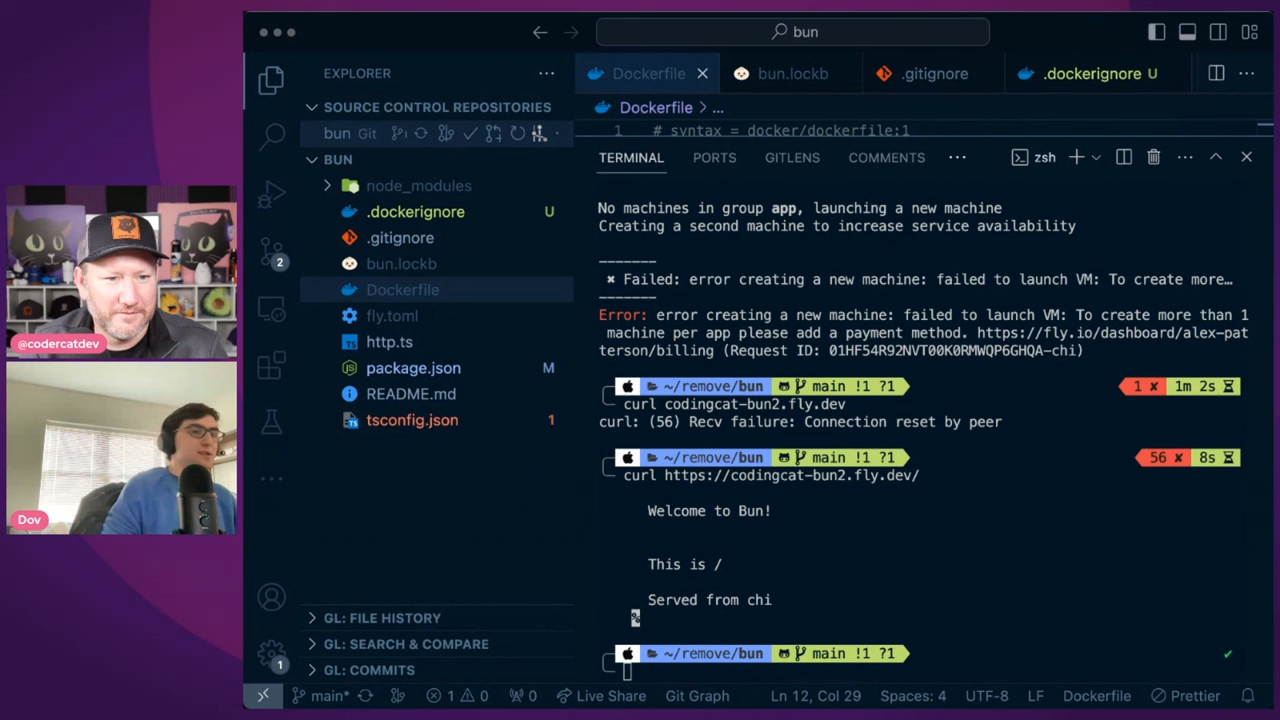 bun
EXPLORER
SOURCE CONTROL REPOSITORIES
bun Git
BUN
node_modules
.dockerignore U
.gitignore
bun.lockb
Dockerfile
fly.toml
http.ts
package.json M
README.md
tsconfig.json 1
2
1
GL: FILE HISTORY
GL: SEARCH & COMPARE
GL: COMMITS
Dockerfile
bun.lockb
.gitignore
.dockerignore U
Dockerfile > ...
1 # syntax = docker/dockerfile:1
TERMINAL PORTS GITLENS COMMENTS
zsh
No machines in group app, launching a new machine
Creating a second machine to increase service availability
-------
✖ Failed: error creating a new machine: failed to launch VM: To create more…
-------
Error: error creating a new machine: failed to launch VM: To create more than 1
machine per app please add a payment method. https://fly.io/dashboard/alex-pat
terson/billing (Request ID: 01HF54R92NVT00K0RMWQP6GHQA-chi)
~/remove/bun main !1 ?1 1 ✘ 1m 2s
curl codingcat-bun2.fly.dev
curl: (56) Recv failure: Connection reset by peer
~/remove/bun main !1 ?1 56 ✘ 8s
curl https://codingcat-bun2.fly.dev/
Welcome to Bun!
This is /
Served from chi
%
~/remove/bun main !1 ?1 ✔
main* 1 0 0 Live Share Git Graph Ln 12, Col 29 Spaces: 4 UTF-8 LF Dockerfile Prettier
@codercatdev
Dov